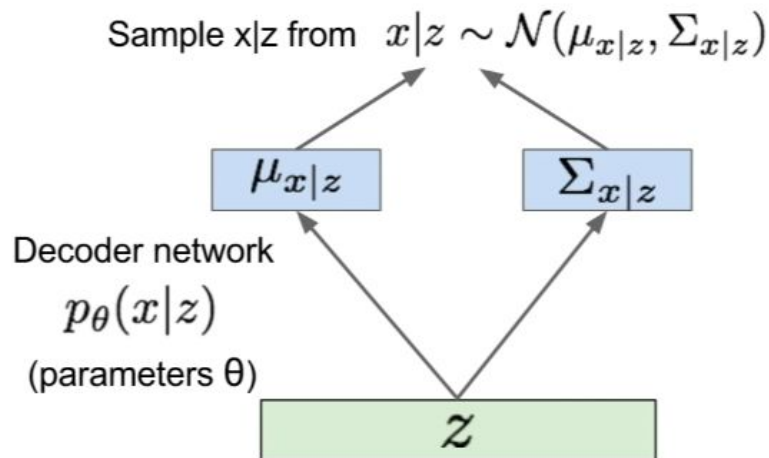 Sample x|z from x|z ∼ 𝒩(μ_{x|z}, Σ_{x|z})
μ_{x|z}
Σ_{x|z}
Decoder network
p_θ(x|z)
(parameters θ)
z